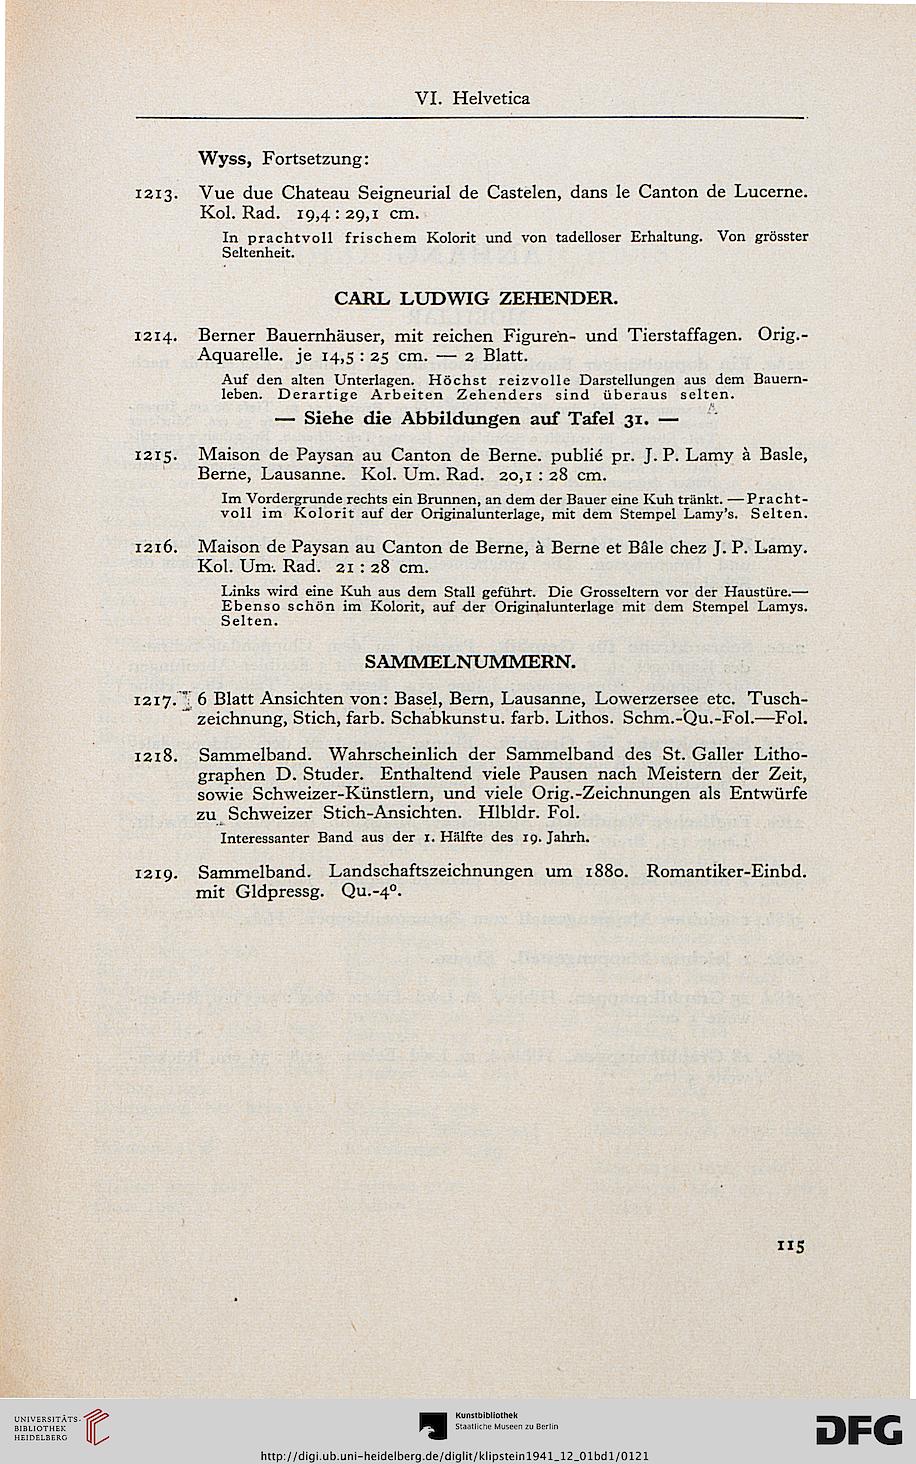 VI. Helvetica
Wyss, Fortsetzung:
1213. Vue due Chateau Seigneurial de Castelen, dans le Canton de Lucerne.
Kol. Rad. 19,4 : 29,1 cm.
In prachtvoll frischem Kolorit und von tadelloser Erhaltung. Von grösster
Seltenheit.
CARL LUDWIG ZEHENDER.
1214. Berner Bauernhäuser, mit reichen Figuren- und Tierstaffagen. Orig.-
Aquarelle. je 14,5 : 25 cm. — 2 Blatt.
Auf den alten Unterlagen. Höchst reizvolle Darstellungen aus dem Bauern-
leben. Derartige Arbeiten Zehenders sind überaus selten.
— Siehe die Abbildungen auf Tafel 31. —
1215. Maison de Paysan au Canton de Berne. publié pr. J. P. Lamy à Basle,
Berne, Lausanne. Kol. Um. Rad. 20,1 : 28 cm.
Im Vordergrunde rechts ein Brunnen, an dem der Bauer eine Kuh tränkt. — Pracht-
voll im Kolorit auf der Originalunterlage, mit dem Stempel Lamy's. Selten.
1216. Maison de Paysan au Canton de Berne, à Berne et Bâle chez J. P. Lamy.
Kol. Um. Rad. 21 : 28 cm.
Links wird eine Kuh aus dem Stall geführt. Die Grosseltern vor der Haustüre.—
Ebenso schön im Kolorit, auf der Originalunterlage mit dem Stempel Lamys.
Selten.
SAMMELNUMMERN.
1217. 6 Blatt Ansichten von: Basel, Bern, Lausanne, Lowerzersee etc. Tusch-
zeichnung, Stich, farb. Schabkunst u. farb. Lithos. Schm.-Qu.-Fol.—Fol.
1218. Sammelband. Wahrscheinlich der Sammelband des St. Galler Litho-
graphen D. Studer. Enthaltend viele Pausen nach Meistern der Zeit,
sowie Schweizer-Künstlern, und viele Orig.-Zeichnungen als Entwürfe
zu Schweizer Stich-Ansichten. Hlbldr. Fol.
Interessanter Band aus der 1. Hälfte des 19. Jahrh.
1219. Sammelband. Landschaftszeichnungen um 1880. Romantiker-Einbd.
mit Gldpressg. Qu.-4°.
115
UNIVERSITÄTS-
BIBLIOTHEK
HEIDELBERG
Kunstbibliothek
Staatliche Museen zu Berlin
DFG
http://digi.ub.uni-heidelberg.de/diglit/klipstein1941_12_01bd1/0121